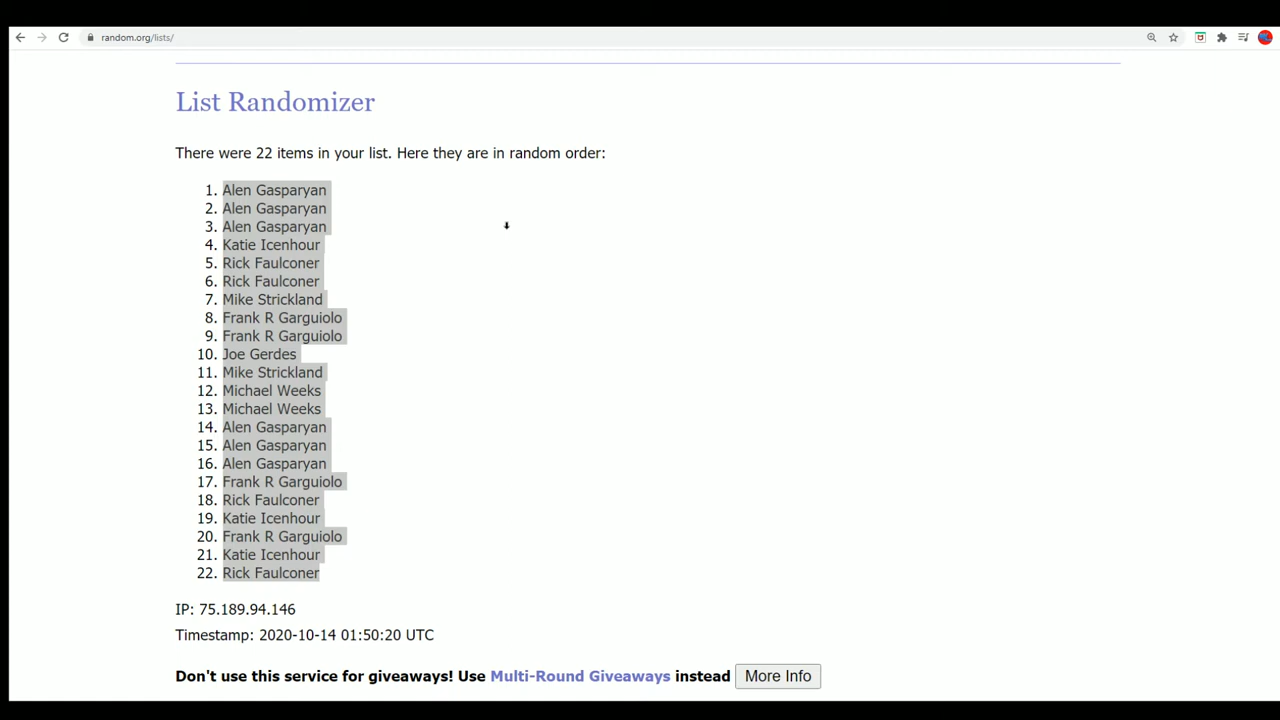 random.org/lists/
List Randomizer
There were 22 items in your list. Here they are in random order:
1. Alen Gasparyan
2. Alen Gasparyan
3. Alen Gasparyan
4. Katie Icenhour
5. Rick Faulconer
6. Rick Faulconer
7. Mike Strickland
8. Frank R Garguiolo
9. Frank R Garguiolo
10. Joe Gerdes
11. Mike Strickland
12. Michael Weeks
13. Michael Weeks
14. Alen Gasparyan
15. Alen Gasparyan
16. Alen Gasparyan
17. Frank R Garguiolo
18. Rick Faulconer
19. Katie Icenhour
20. Frank R Garguiolo
21. Katie Icenhour
22. Rick Faulconer
IP: 75.189.94.146
Timestamp: 2020-10-14 01:50:20 UTC
Don't use this service for giveaways! Use Multi-Round Giveaways instead More Info